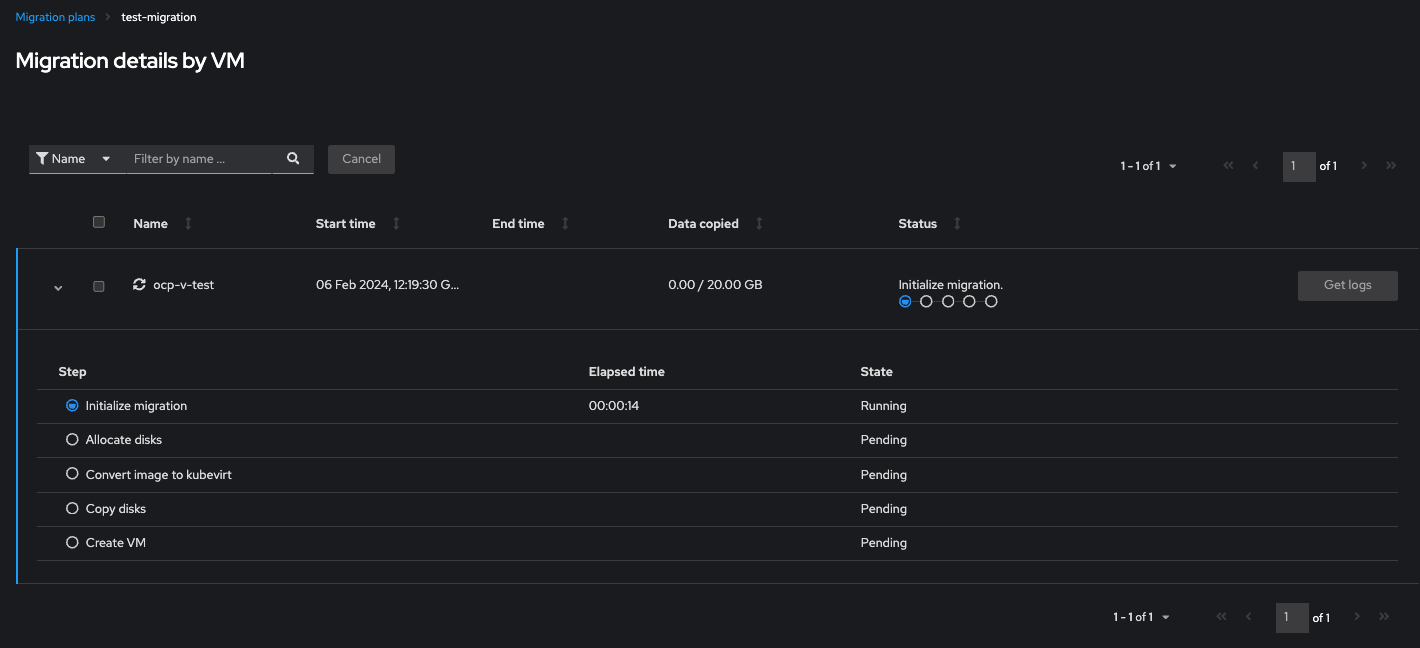 Migration plans test-migration
Migration details by VM
Name Filter by name ... Cancel 1 - 1 of 1 1 of 1
Name Start time End time Data copied Status
ocp-v-test 06 Feb 2024, 12:19:30 G... 0.00 / 20.00 GB Initialize migration. Get logs
Step Elapsed time State
Initialize migration 00:00:14 Running
Allocate disks Pending
Convert image to kubevirt Pending
Copy disks Pending
Create VM Pending
1 - 1 of 1 1 of 1